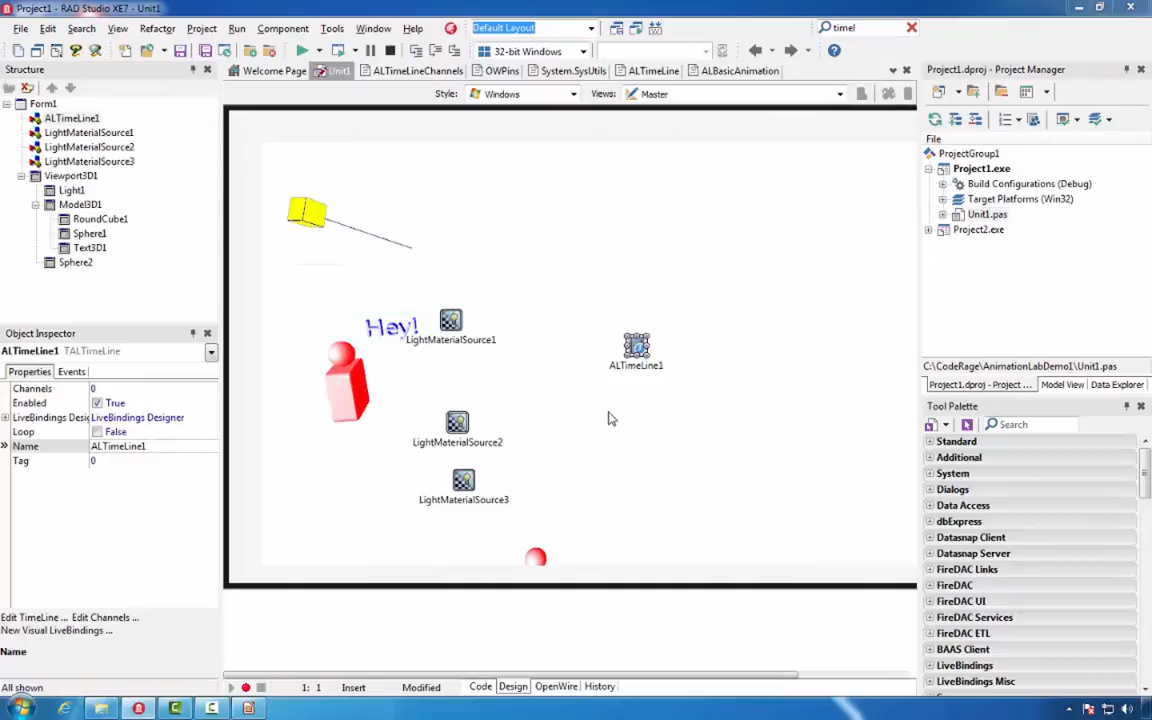 Project1 - RAD Studio XE7 - Unit1
File Edit Search View Refactor Project Run Component Tools Window Help
Default Layout
timel
32-bit Windows
Structure
Welcome Page Unit1 ALTimeLineChannels OWPins System.SysUtils ALTimeLine ALBasicAnimation
Style: Windows Views: Master
Form1
ALTimeLine1
LightMaterialSource1
LightMaterialSource2
LightMaterialSource3
Viewport3D1
Light1
Model3D1
RoundCube1
Sphere1
Text3D1
Sphere2
Object Inspector
ALTimeLine1 TALTimeLine
Properties Events
Channels 0
Enabled True
LiveBindings Desig LiveBindings Designer
Loop False
» Name ALTimeLine1
Tag 0
Edit TimeLine ... Edit Channels ...
New Visual LiveBindings ...
Name
All shown
Hey!
LightMaterialSource1
ALTimeLine1
LightMaterialSource2
LightMaterialSource3
1: 1 Insert Modified Code Design OpenWire History
Project1.dproj - Project Manager
File
ProjectGroup1
Project1.exe
Build Configurations (Debug)
Target Platforms (Win32)
Unit1.pas
Project2.exe
C:\CodeRage\AnimationLabDemo1\Unit1.pas
Project1.dproj - Project ... Model View Data Explorer
Tool Palette
Search
Standard
Additional
System
Dialogs
Data Access
dbExpress
Datasnap Client
Datasnap Server
FireDAC Links
FireDAC
FireDAC UI
FireDAC Services
FireDAC ETL
BAAS Client
LiveBindings
LiveBindings Misc